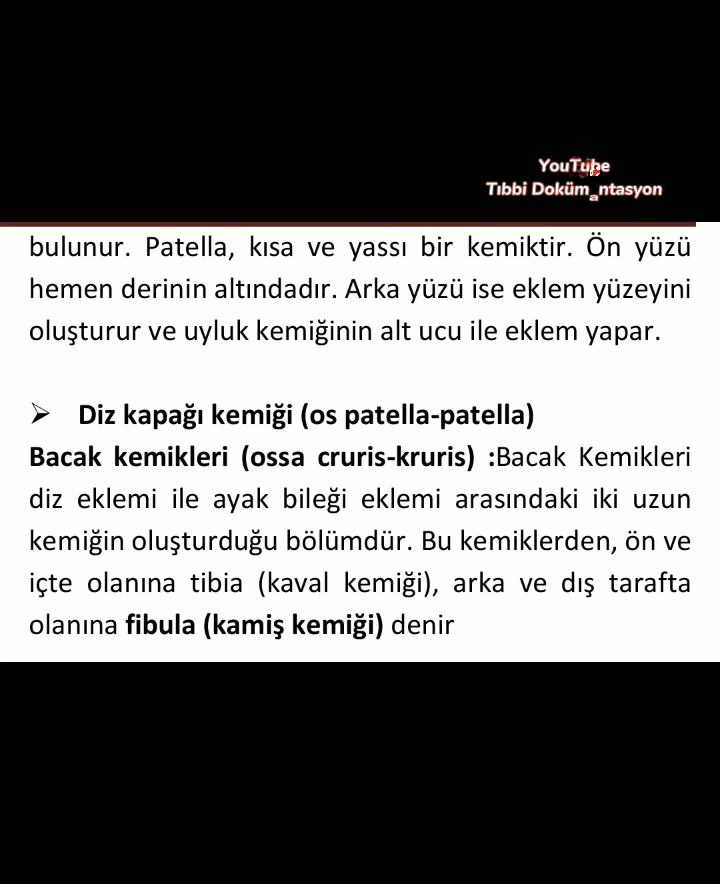 YouTube
Tıbbi Dokümantasyon
bulunur. Patella, kısa ve yassı bir kemiktir. Ön yüzü
hemen derinin altındadır. Arka yüzü ise eklem yüzeyini
oluşturur ve uyluk kemiğinin alt ucu ile eklem yapar.
➢ Diz kapağı kemiği (os patella-patella)
Bacak kemikleri (ossa cruris-kruris) :Bacak Kemikleri
diz eklemi ile ayak bileği eklemi arasındaki iki uzun
kemiğin oluşturduğu bölümdür. Bu kemiklerden, ön ve
içte olanına tibia (kaval kemiği), arka ve dış tarafta
olanına fibula (kamiş kemiği) denir